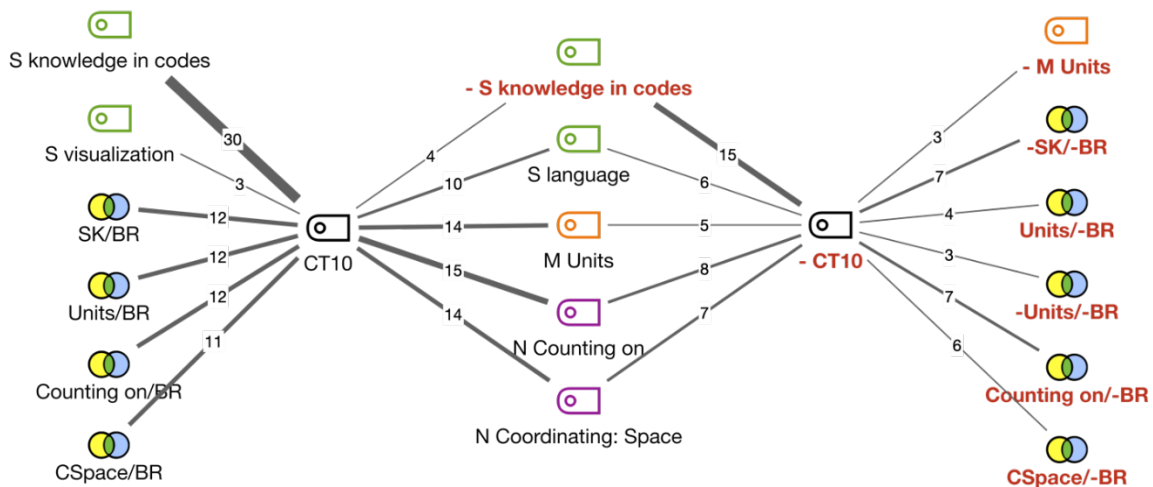 S knowledge in codes
S visualization
SK/BR
Units/BR
Counting on/BR
CSpace/BR
30
3
12
12
12
11
CT10
4
10
14
15
14
- S knowledge in codes
S language
M Units
N Counting on
N Coordinating: Space
15
6
5
8
7
- CT10
3
7
4
3
7
6
- M Units
-SK/-BR
Units/-BR
-Units/-BR
Counting on/-BR
CSpace/-BR